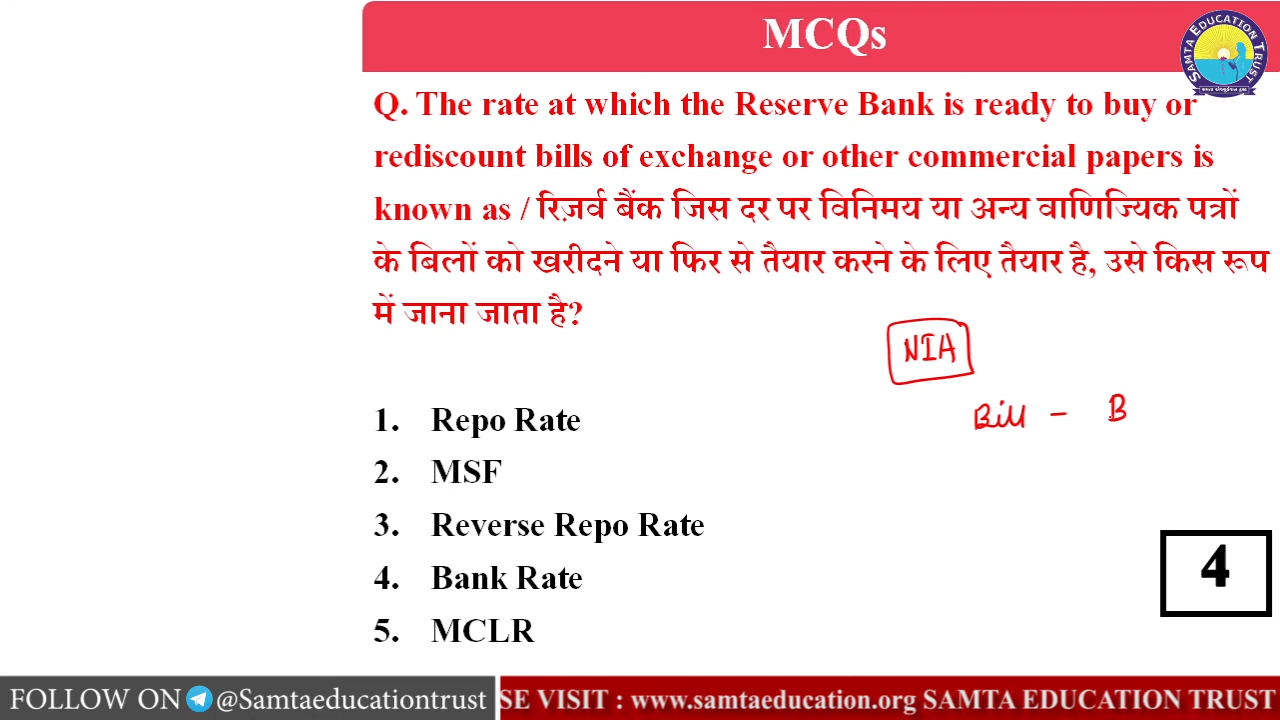 MCQs
SAMTA EDUCATION TRUST
Q. The rate at which the Reserve Bank is ready to buy or
rediscount bills of exchange or other commercial papers is
known as / रिज़र्व बैंक जिस दर पर विनिमय या अन्य वाणिज्यिक पत्रों
के बिलों को खरीदने या फिर से तैयार करने के लिए तैयार है, उसे किस रूप
में जाना जाता है?
NIA
1. Repo Rate
Bill - B
2. MSF
3. Reverse Repo Rate
4. Bank Rate
4
5. MCLR
FOLLOW ON @Samtaeducationtrust
SE VISIT : www.samtaeducation.org SAMTA EDUCATION TRUST